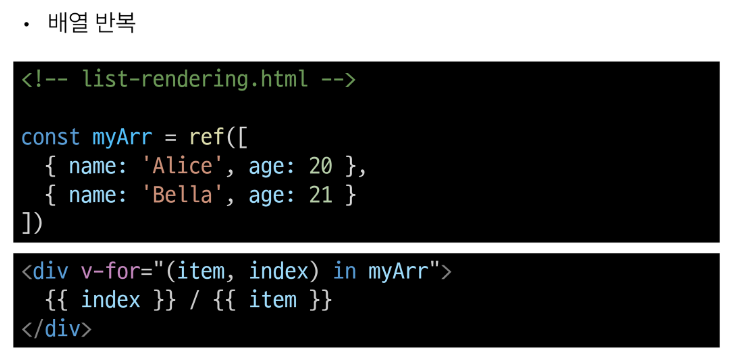 • 배열 반복
<!-- list-rendering.html -->
const myArr = ref([
  { name: 'Alice', age: 20 },
  { name: 'Bella', age: 21 }
])
<div v-for="(item, index) in myArr">
  {{ index }} / {{ item }}
</div>